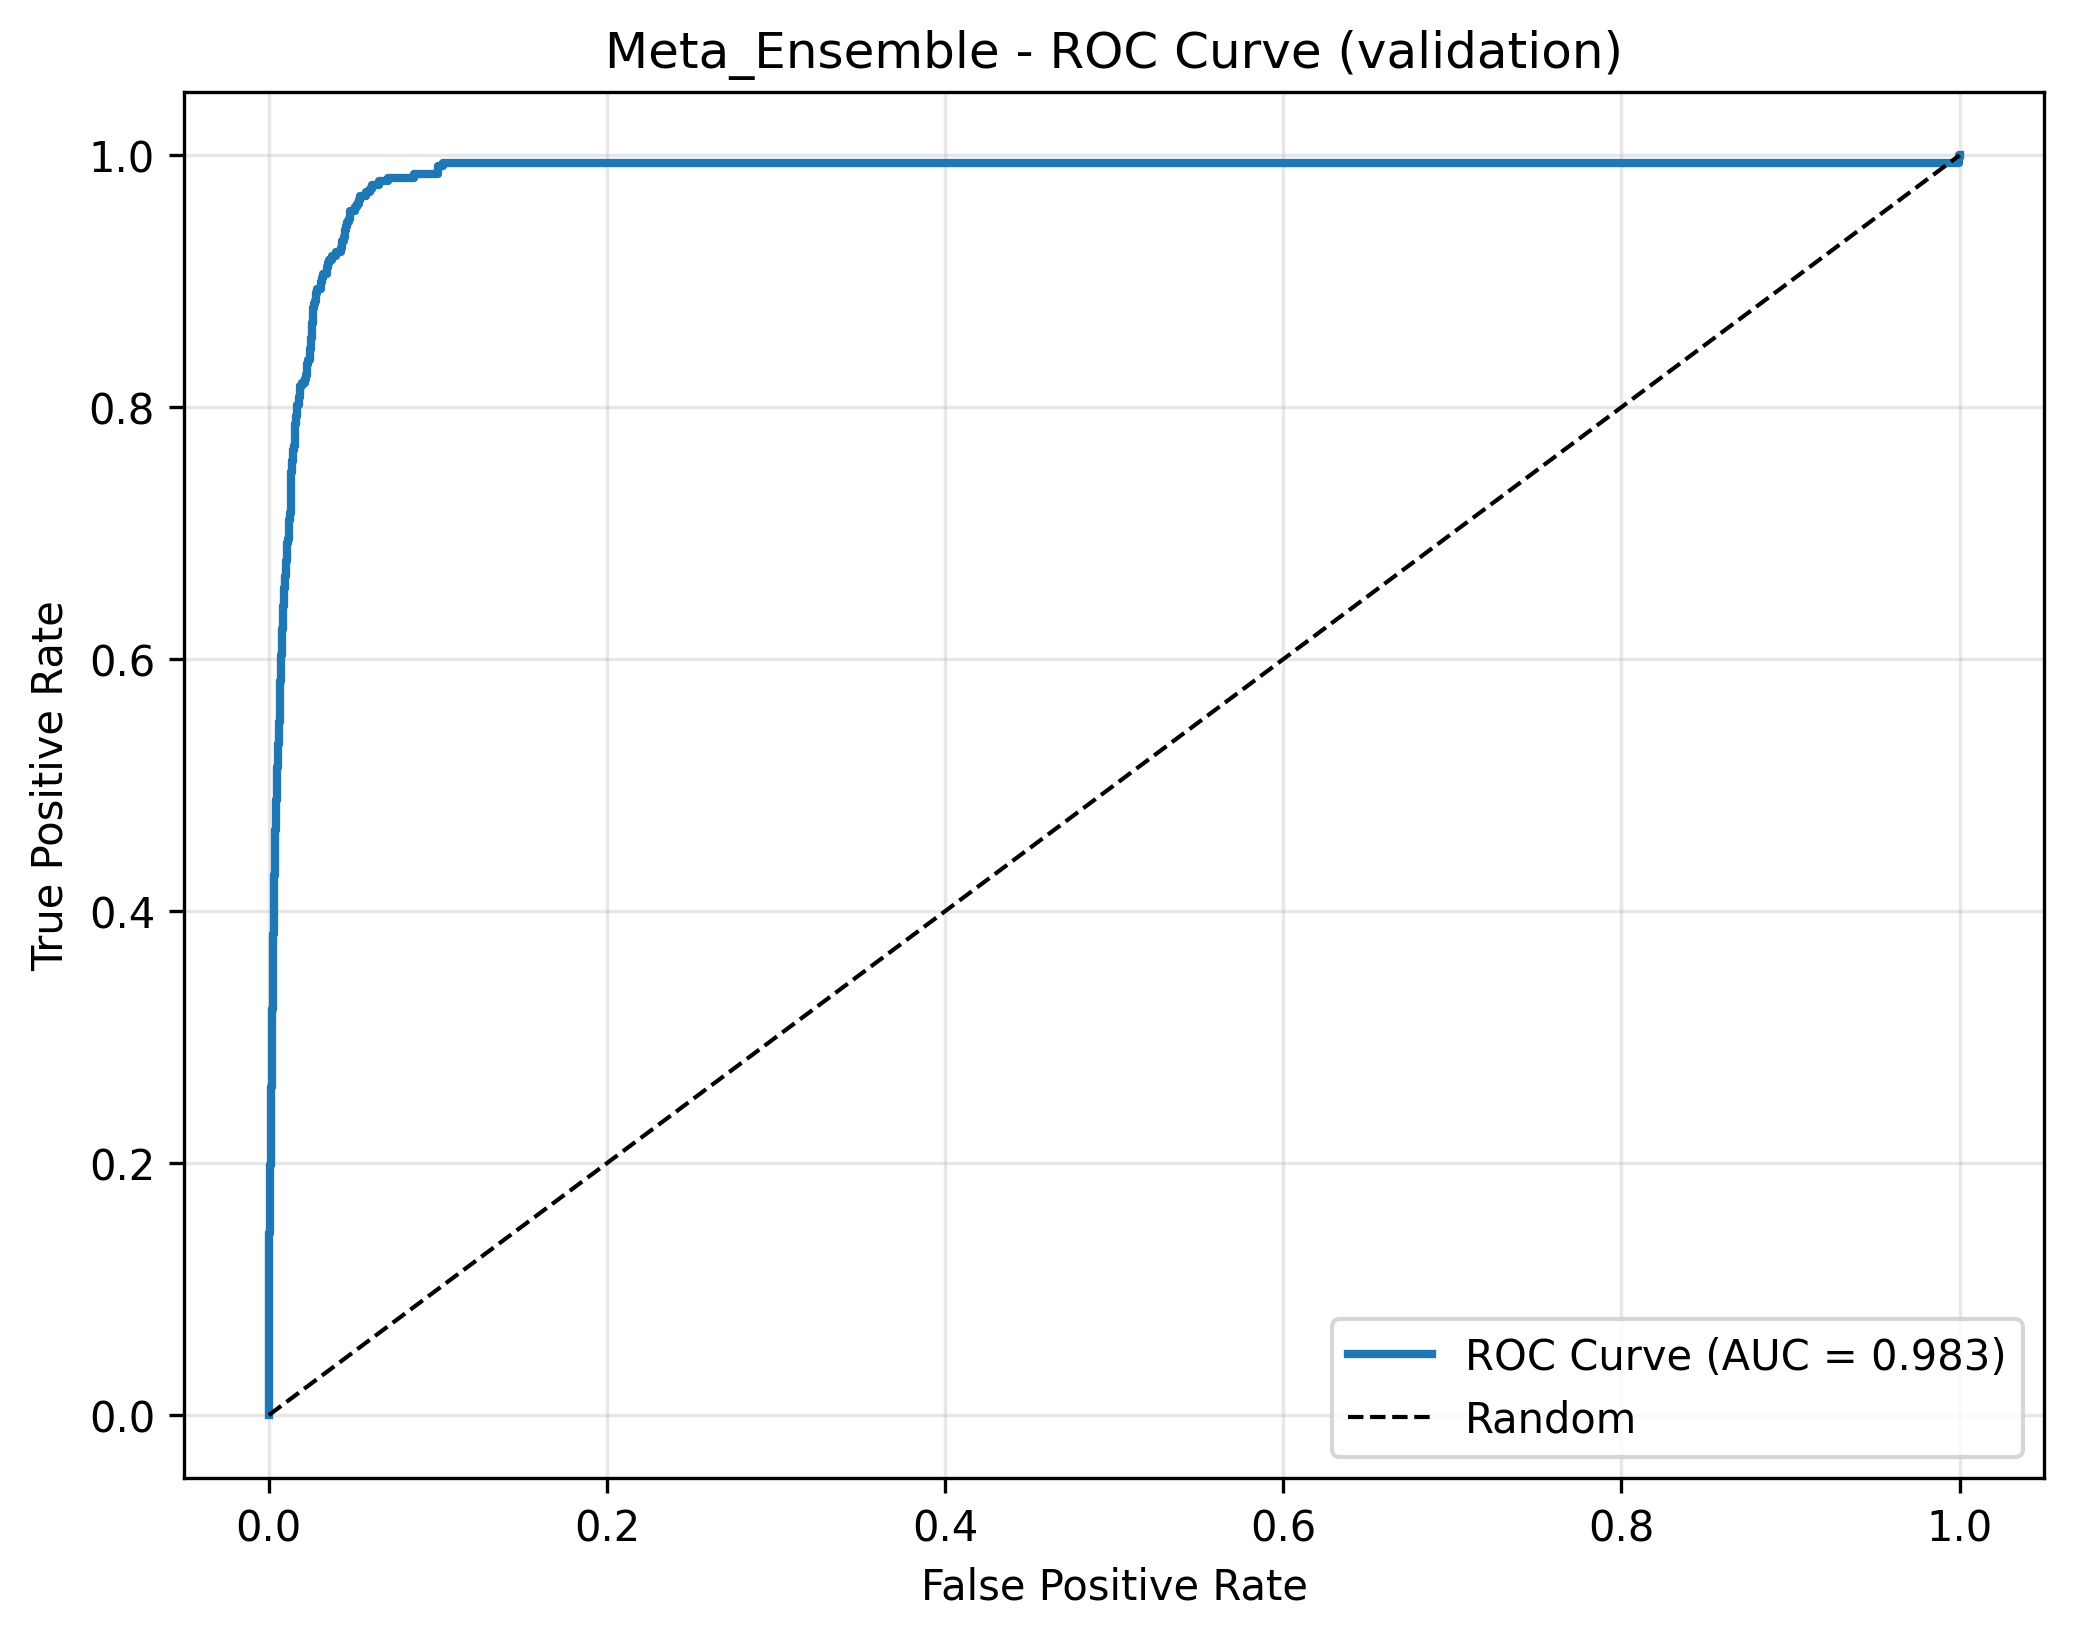 Meta_Ensemble - ROC Curve (validation)
True Positive Rate
1.0
0.8
0.6
0.4
0.2
0.0
0.0 0.2 0.4 0.6 0.8 1.0
False Positive Rate
ROC Curve (AUC = 0.983)
Random